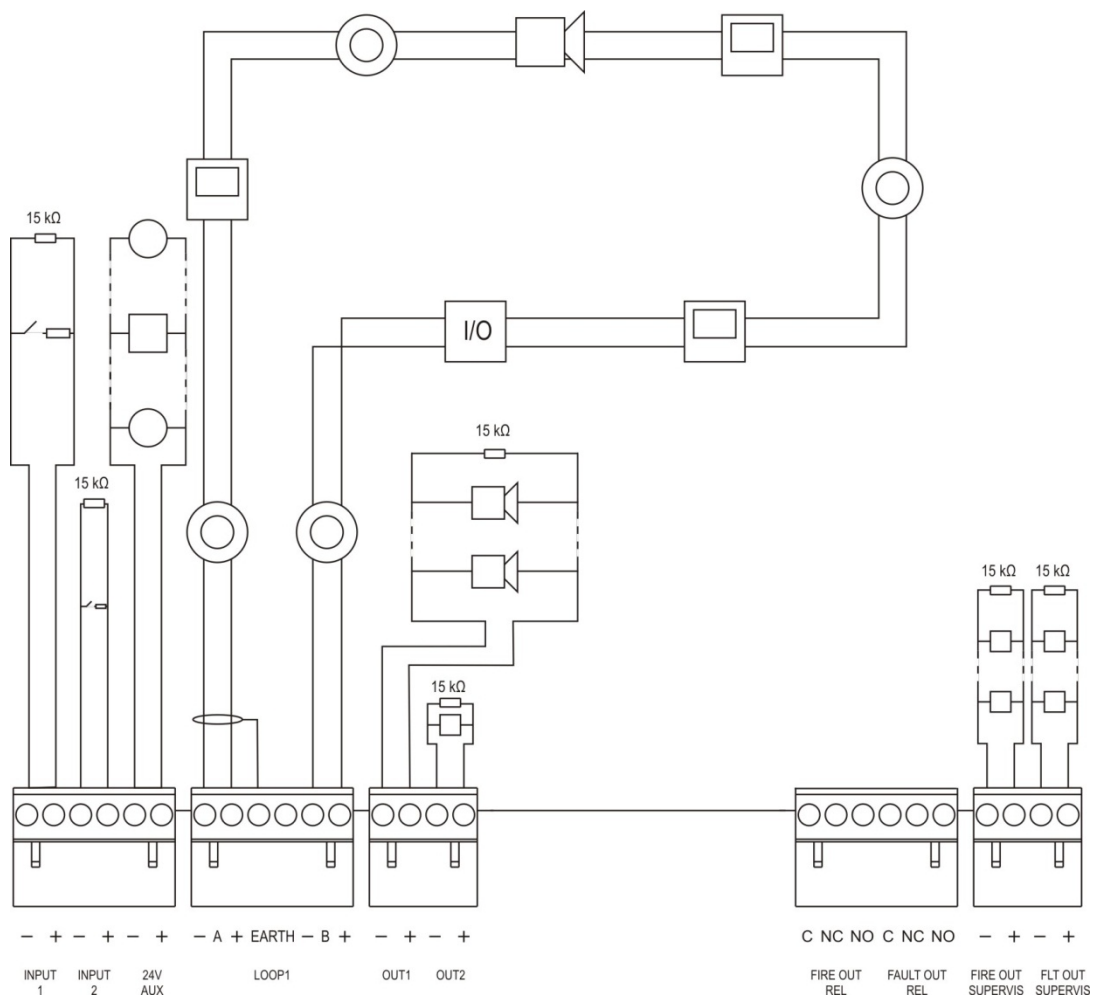 15 kΩ
I/O
15 kΩ
15 kΩ
15 kΩ
15 kΩ
15 kΩ
− + − + − + − A + EARTH − B + − + − + C NC NO C NC NO − + − +
INPUT 1
INPUT 2
24V AUX
LOOP1
OUT1
OUT2
FIRE OUT REL
FAULT OUT REL
FIRE OUT SUPERVIS
FLT OUT SUPERVIS